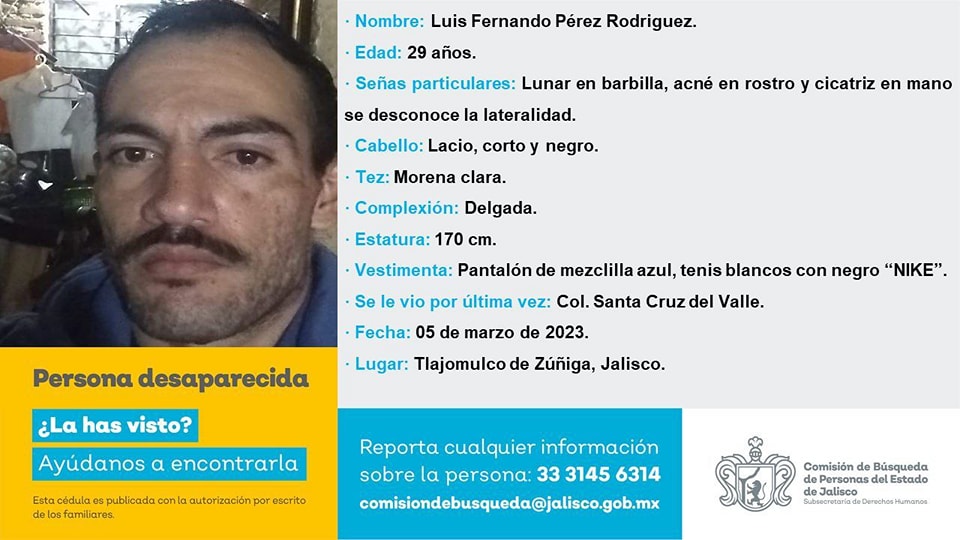 · Nombre: Luis Fernando Pérez Rodriguez.
· Edad: 29 años.
· Señas particulares: Lunar en barbilla, acné en rostro y cicatriz en mano
se desconoce la lateralidad.
· Cabello: Lacio, corto y negro.
· Tez: Morena clara.
· Complexión: Delgada.
· Estatura: 170 cm.
· Vestimenta: Pantalón de mezclilla azul, tenis blancos con negro “NIKE”.
· Se le vio por última vez: Col. Santa Cruz del Valle.
· Fecha: 05 de marzo de 2023.
· Lugar: Tlajomulco de Zúñiga, Jalisco.
Persona desaparecida
¿La has visto?
Ayúdanos a encontrarla
Esta cédula es publicada con la autorización por escrito
de los familiares.
Reporta cualquier información
sobre la persona: 33 3145 6314
comisiondebusqueda@jalisco.gob.mx
Comisión de Búsqueda
de Personas del Estado
de Jalisco
Subsecretaría de Derechos Humanos